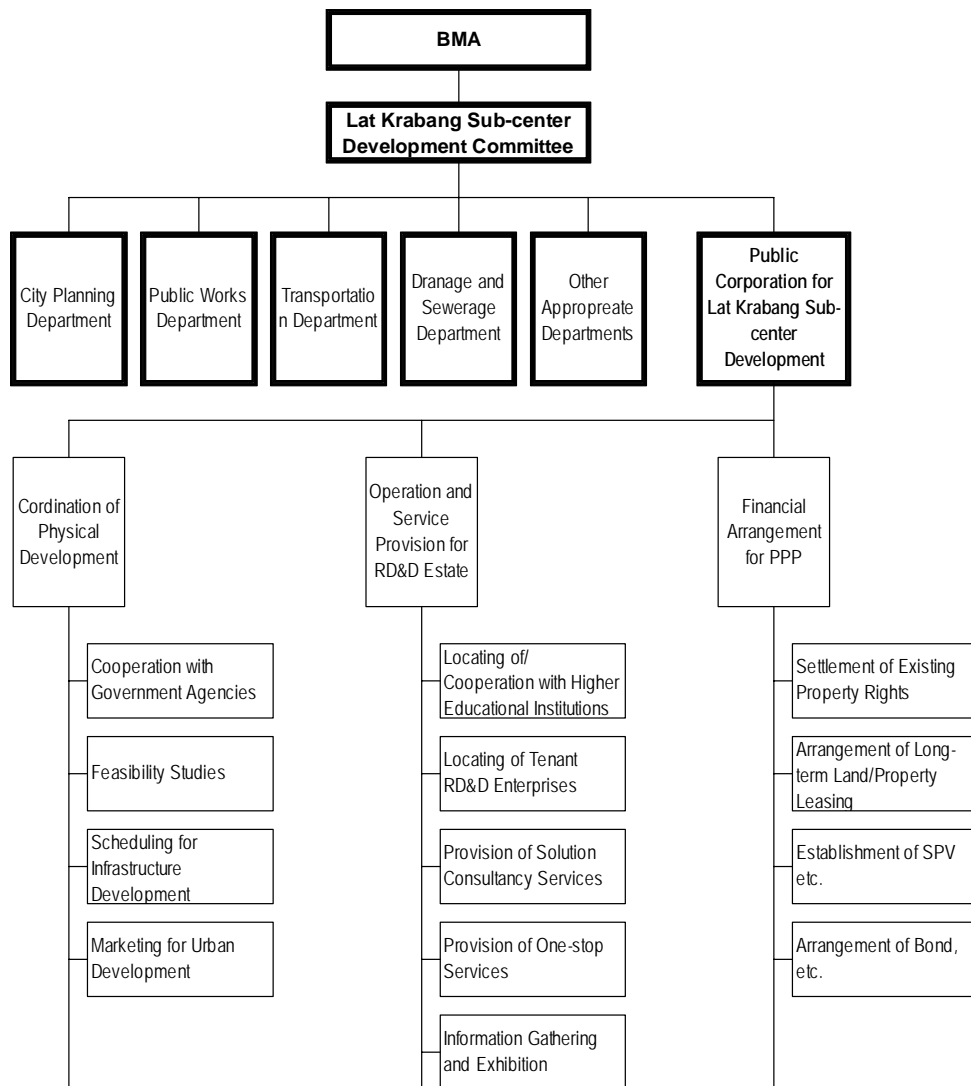 BMA
Lat Krabang Sub-center
Development Committee
City Planning
Department
Public Works
Department
Transportatio
n Department
Dranage and
Sewerage
Department
Other
Appropreate
Departments
Public
Corporation for
Lat Krabang Sub-
center
Development
Cordination of
Physical
Development
Operation and
Service
Provision for
RD&D Estate
Financial
Arrangement
for PPP
Cooperation with
Government Agencies
Feasibility Studies
Scheduling for
Infrastructure
Development
Marketing for Urban
Development
Locating of/
Cooperation with Higher
Educational Institutions
Locating of Tenant
RD&D Enterprises
Provision of Solution
Consultancy Services
Provision of One-stop
Services
Information Gathering
and Exhibition
Settlement of Existing
Property Rights
Arrangement of Long-
term Land/Property
Leasing
Establishment of SPV
etc.
Arrangement of Bond,
etc.